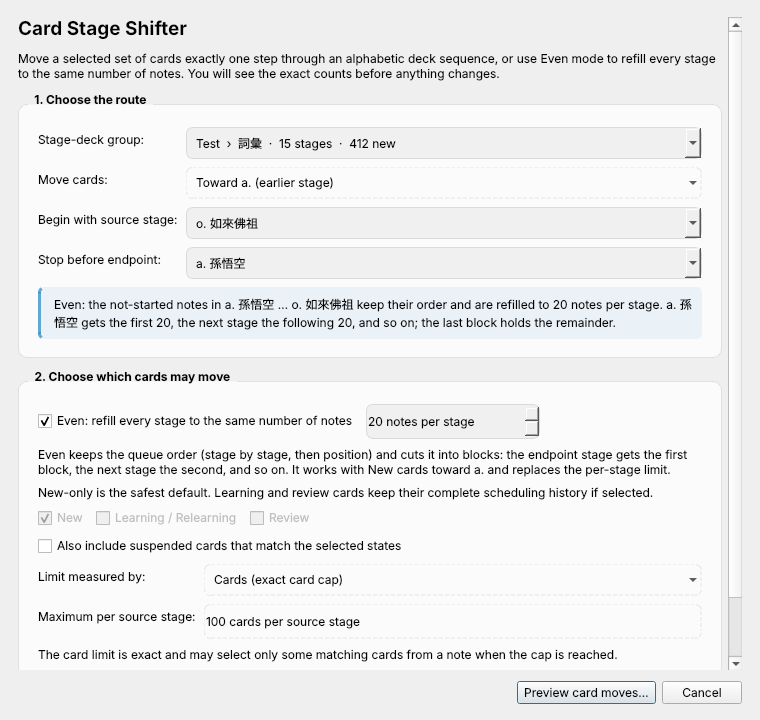 Card Stage Shifter
Move a selected set of cards exactly one step through an alphabetic deck sequence, or use Even mode to refill every stage
to the same number of notes. You will see the exact counts before anything changes.
1. Choose the route
Stage-deck group:
Test › 詞彙 · 15 stages · 412 new
Move cards:
Toward a. (earlier stage)
Begin with source stage:
o. 如來佛祖
Stop before endpoint:
a. 孫悟空
Even: the not-started notes in a. 孫悟空 … o. 如來佛祖 keep their order and are refilled to 20 notes per stage. a. 孫
悟空 gets the first 20, the next stage the following 20, and so on; the last block holds the remainder.
2. Choose which cards may move
Even: refill every stage to the same number of notes
20 notes per stage
Even keeps the queue order (stage by stage, then position) and cuts it into blocks: the endpoint stage gets the first
block, the next stage the second, and so on. It works with New cards toward a. and replaces the per-stage limit.
New-only is the safest default. Learning and review cards keep their complete scheduling history if selected.
New
Learning / Relearning
Review
Also include suspended cards that match the selected states
Limit measured by:
Cards (exact card cap)
Maximum per source stage:
100 cards per source stage
The card limit is exact and may select only some matching cards from a note when the cap is reached.
Preview card moves...
Cancel